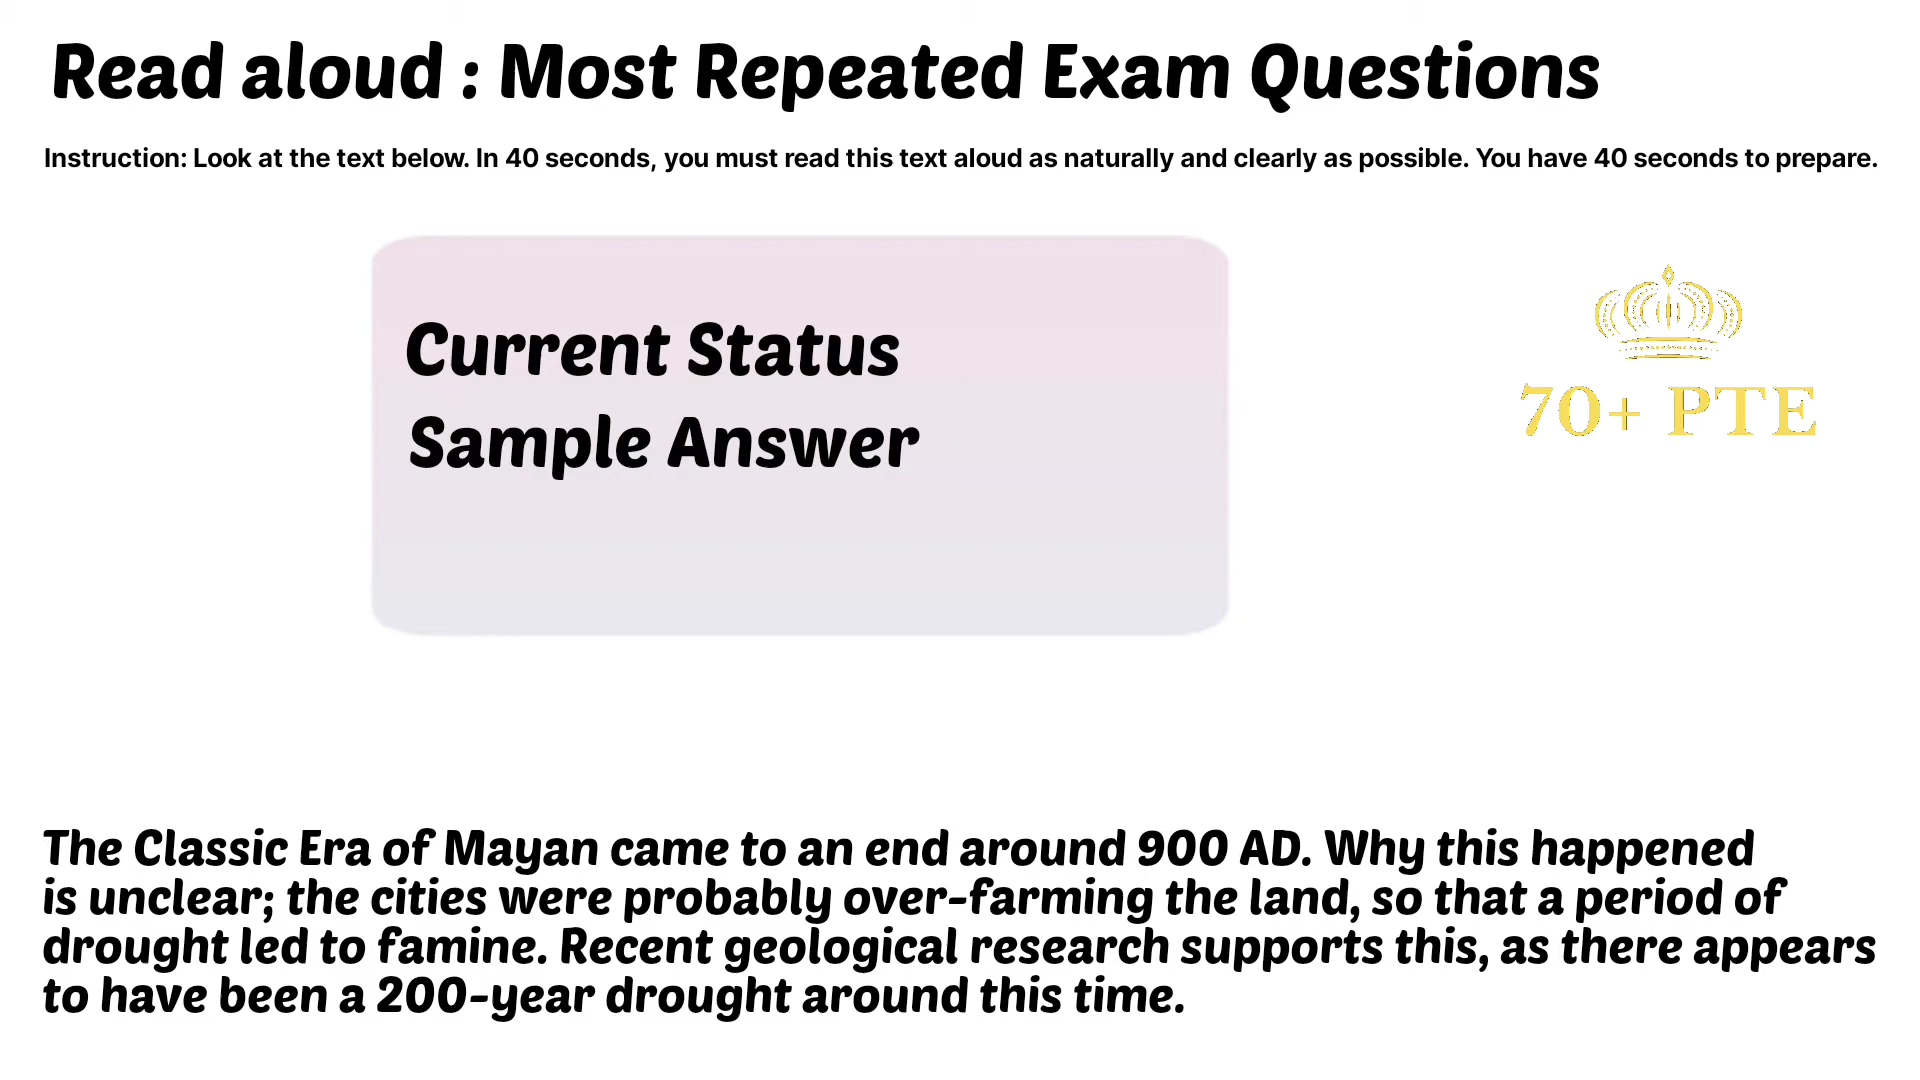 Read aloud : Most Repeated Exam Questions
Instruction: Look at the text below. In 40 seconds, you must read this text aloud as naturally and clearly as possible. You have 40 seconds to prepare.
Current Status
Sample Answer
70+ PTE
The Classic Era of Mayan came to an end around 900 AD. Why this happened
is unclear; the cities were probably over-farming the land, so that a period of
drought led to famine. Recent geological research supports this, as there appears
to have been a 200-year drought around this time.